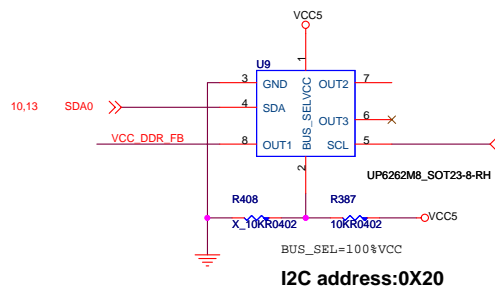 VCC5
U9
1
3 GND OUT2 7
10,13 SDA0 4 SDA
BUS_SELVCC
OUT3 6
VCC_DDR_FB 8 OUT1 SCL 5
2
UP6262M8_SOT23-8-RH
R408 R387
X_10KR0402 10KR0402 VCC5
BUS_SEL=100%VCC
I2C address:0X20